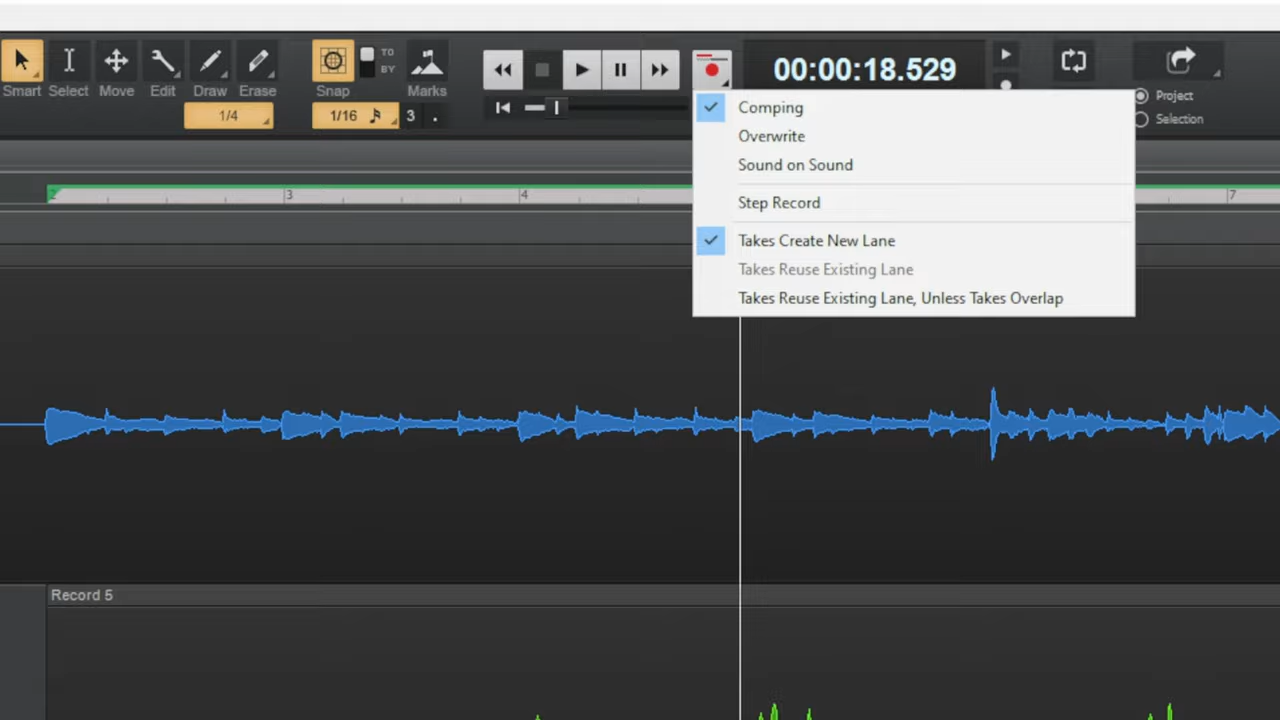 TO
BY
00:00:18.529
Smart Select Move Edit Draw Erase Snap Marks
Project
1/4 1/16 3 .
Selection
Comping
Overwrite
Sound on Sound
Step Record
Takes Create New Lane
Takes Reuse Existing Lane
Takes Reuse Existing Lane, Unless Takes Overlap
2 3 4 7
Record 5